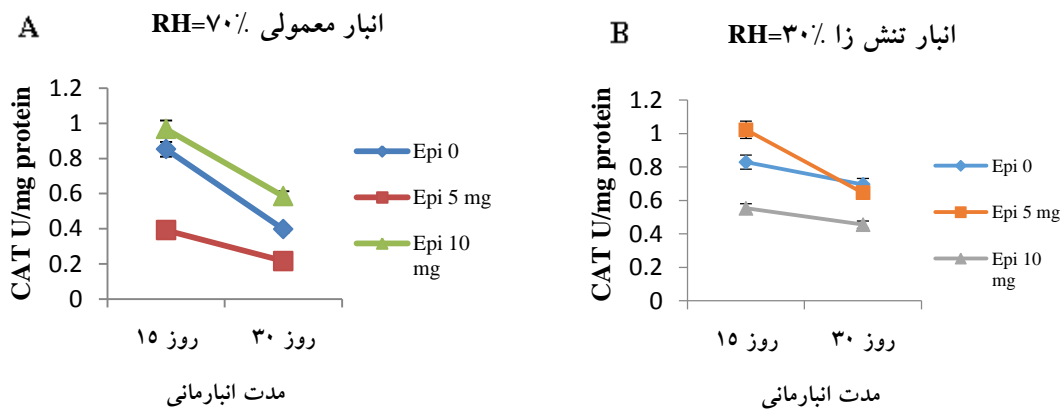 A
انبار معمولی RH=۷۰٪
CAT U/mg protein
1.2
1
0.8
0.6
0.4
0.2
0
۱۵ روز
۳۰ روز
مدت انبارمانی
Epi 0
Epi 5 mg
Epi 10
mg
B
انبار تنش زا RH=۳۰٪
CAT U/mg protein
1.2
1
0.8
0.6
0.4
0.2
0
۱۵ روز
۳۰ روز
مدت انبارمانی
Epi 0
Epi 5 mg
Epi 10
mg